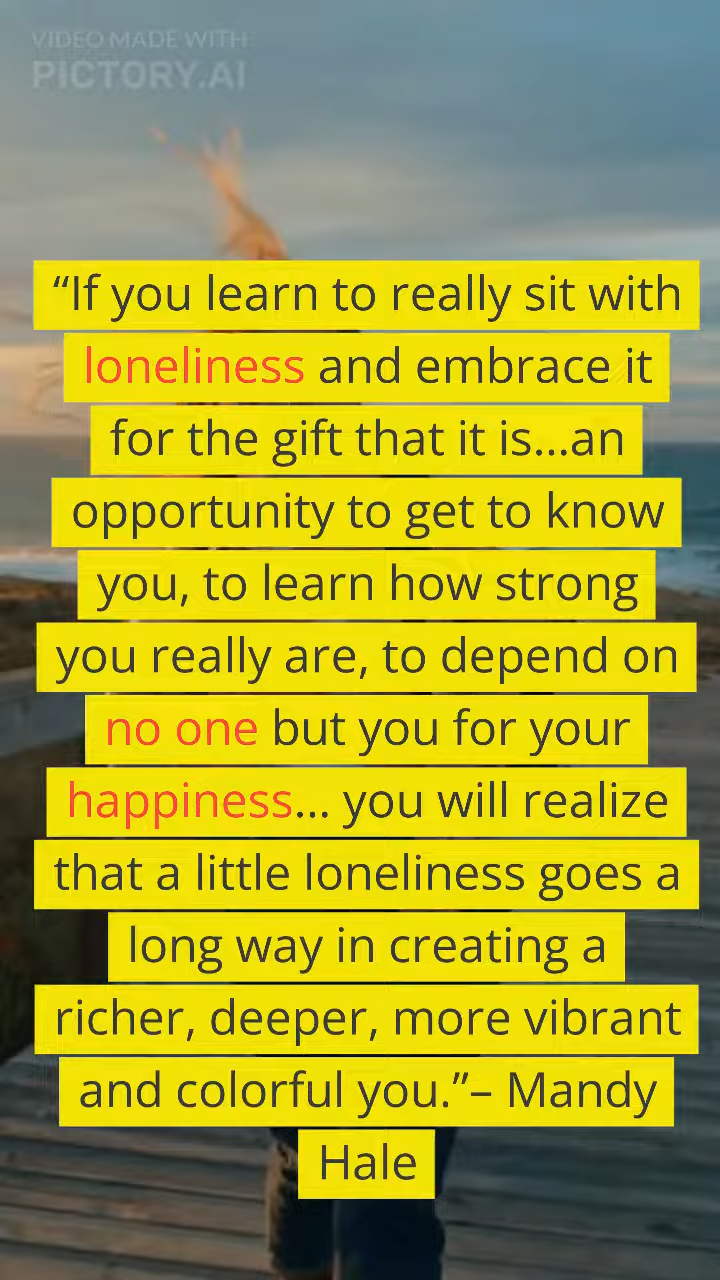 VIDEO MADE WITH
PICTORY.AI
“If you learn to really sit with
loneliness and embrace it
for the gift that it is…an
opportunity to get to know
you, to learn how strong
you really are, to depend on
no one but you for your
happiness… you will realize
that a little loneliness goes a
long way in creating a
richer, deeper, more vibrant
and colorful you.”– Mandy
Hale